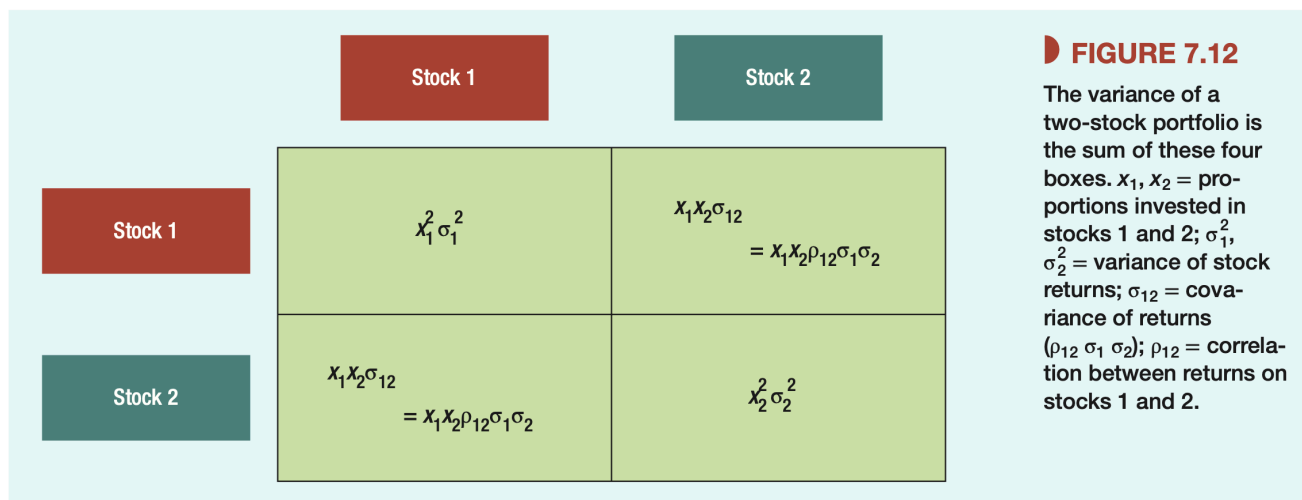 Stock 1
Stock 2
Stock 1
x₁²σ₁²
x₁x₂σ₁₂
= x₁x₂ρ₁₂σ₁σ₂
Stock 2
x₁x₂σ₁₂
= x₁x₂ρ₁₂σ₁σ₂
x₂²σ₂²
FIGURE 7.12
The variance of a
two-stock portfolio is
the sum of these four
boxes. x₁, x₂ = pro-
portions invested in
stocks 1 and 2; σ₁²,
σ₂² = variance of stock
returns; σ₁₂ = cova-
riance of returns
(ρ₁₂ σ₁ σ₂); ρ₁₂ = correla-
tion between returns on
stocks 1 and 2.